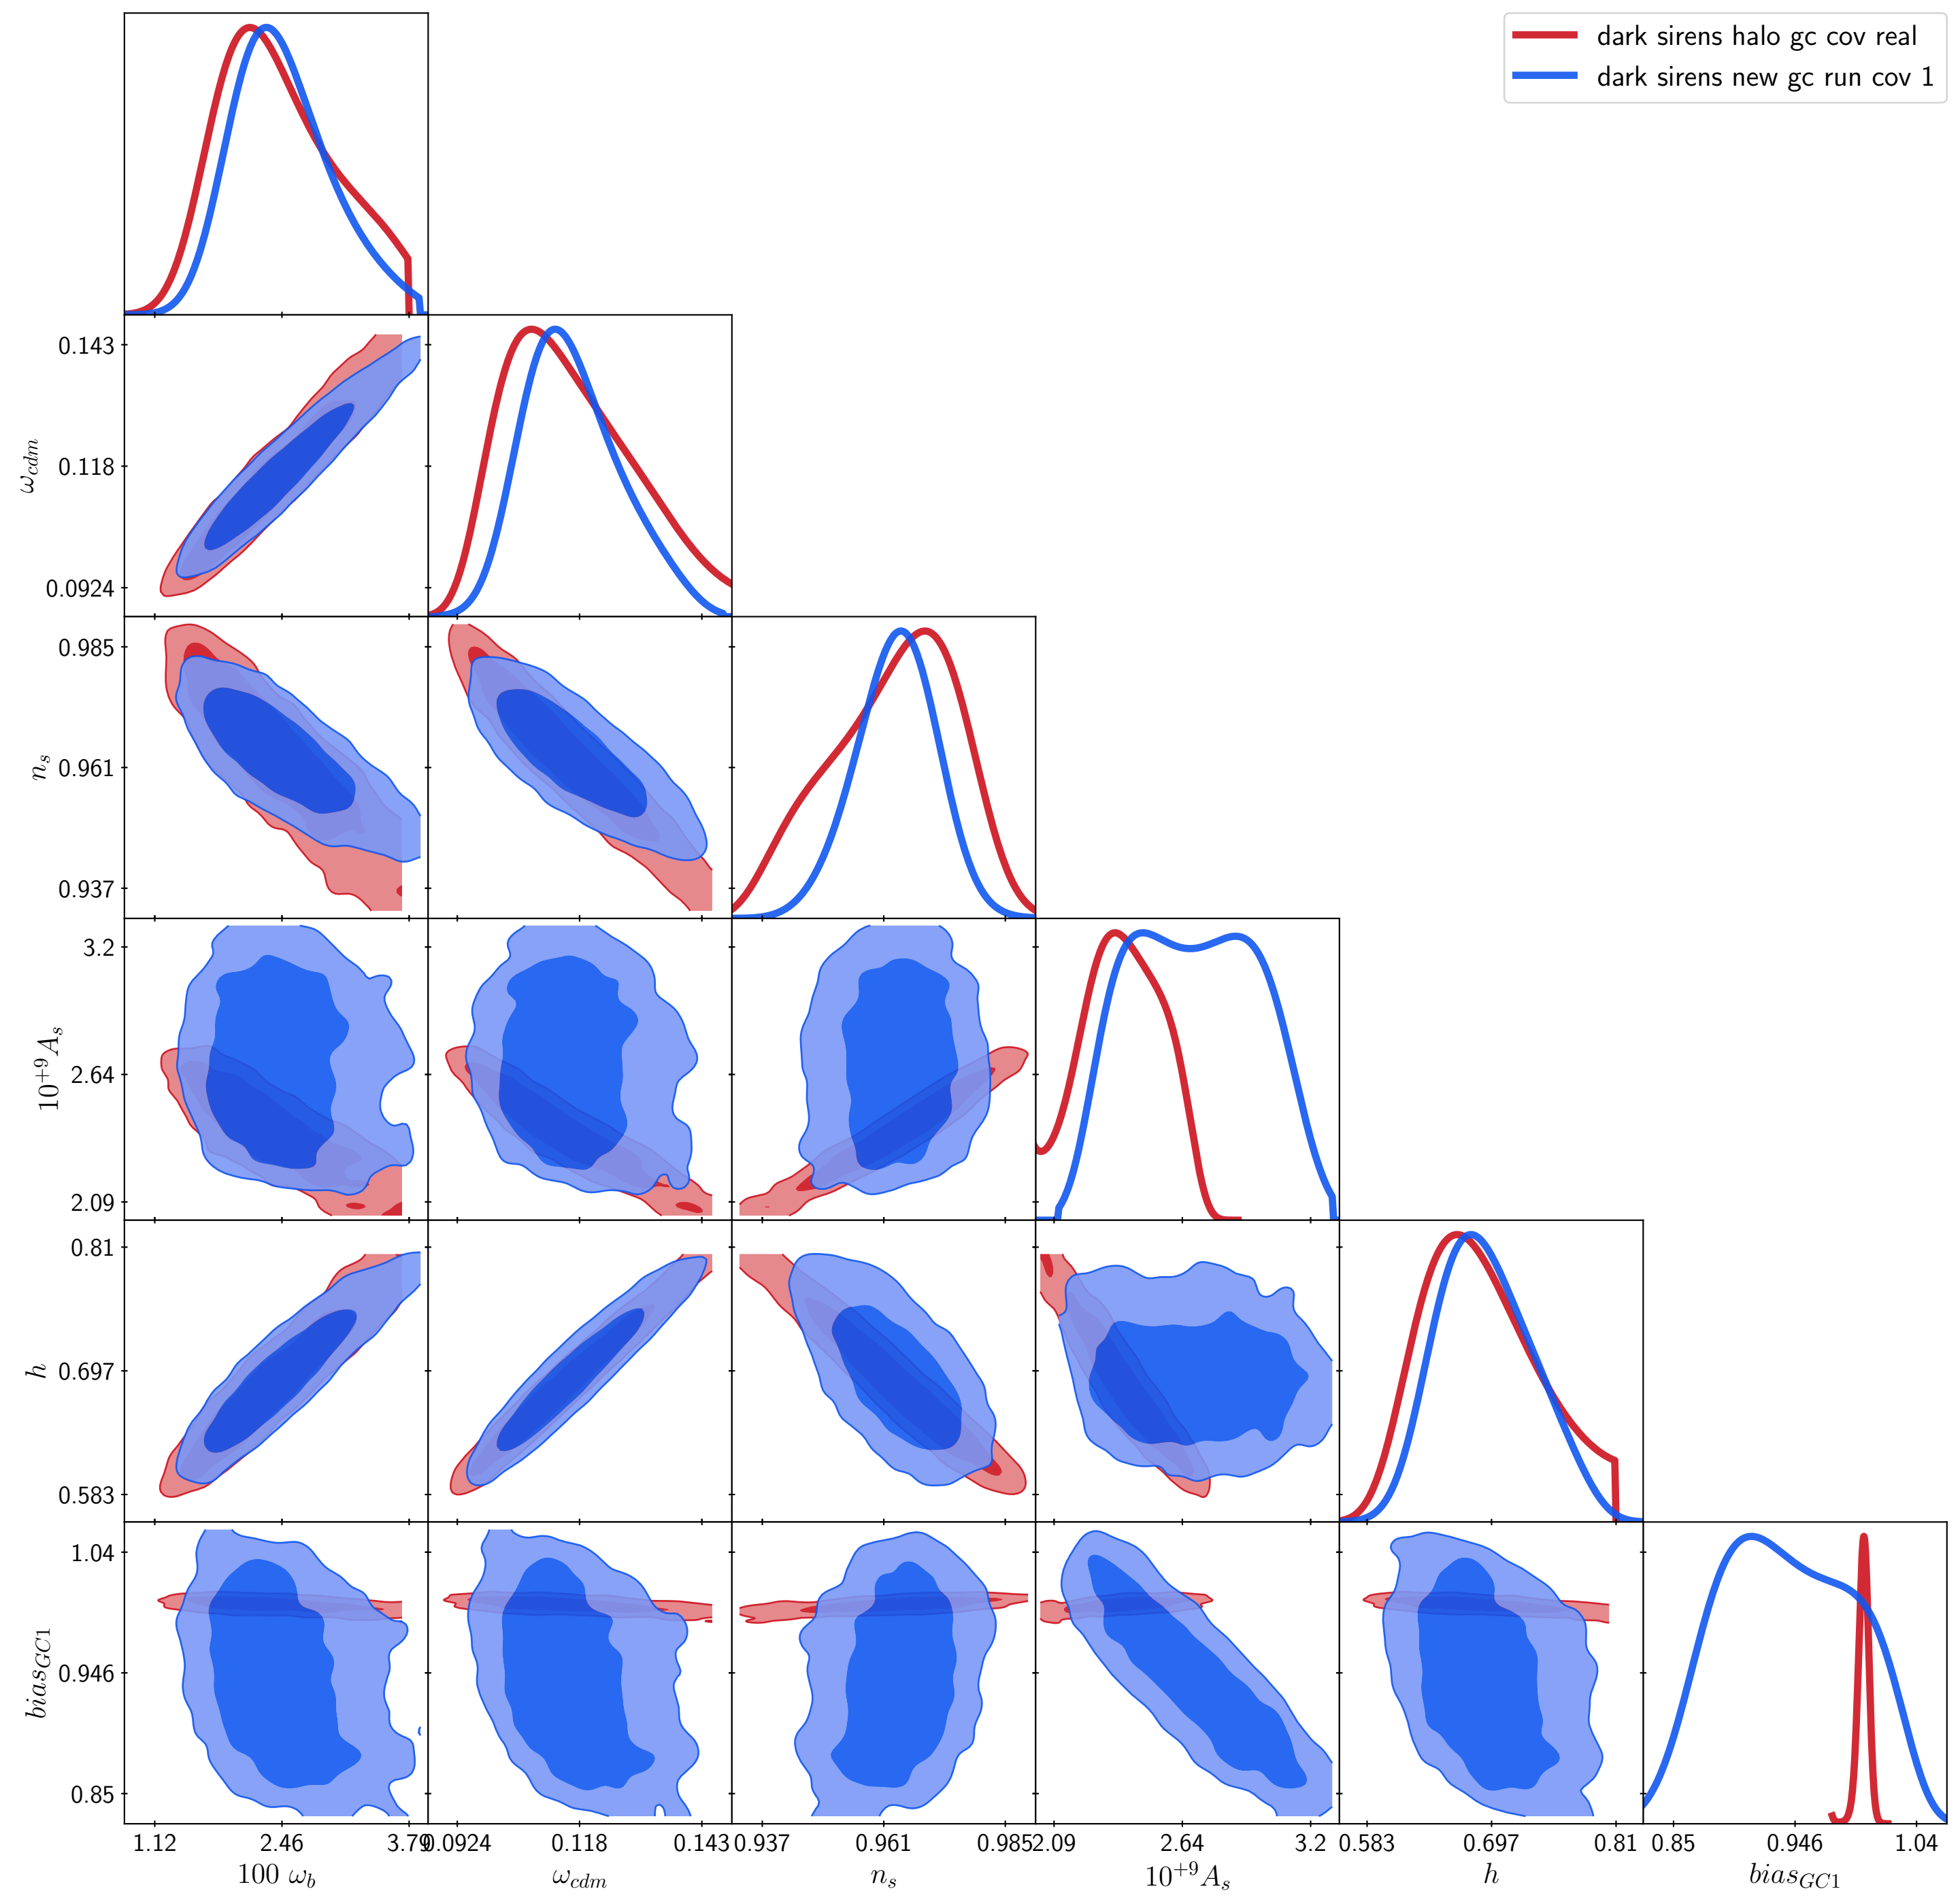 dark sirens halo gc cov real
dark sirens new gc run cov 1
0.143
0.118
0.0924
ω_cdm
0.985
0.961
0.937
n_s
3.2
2.64
2.09
10^{+9}A_s
0.81
0.697
0.583
h
1.04
0.946
0.85
bias_{GC1}
1.12 2.46 3.79 0.0924 0.118 0.143 0.937 0.961 0.985 2.09 2.64 3.2 0.583 0.697 0.81 0.85 0.946 1.04
100 ω_b ω_cdm n_s 10^{+9}A_s h bias_{GC1}